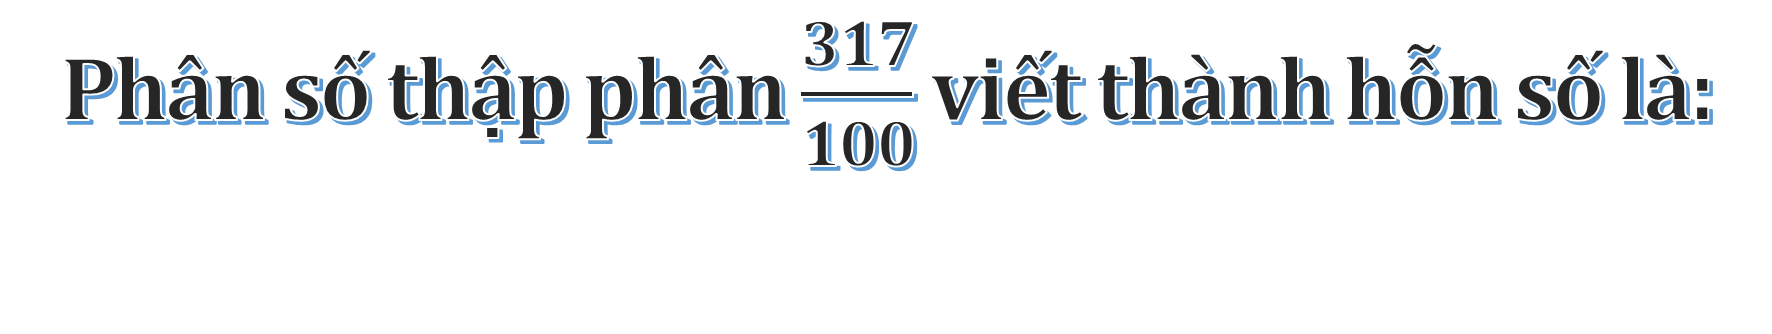 Phân số thập phân 317/100 viết thành hỗn số là: